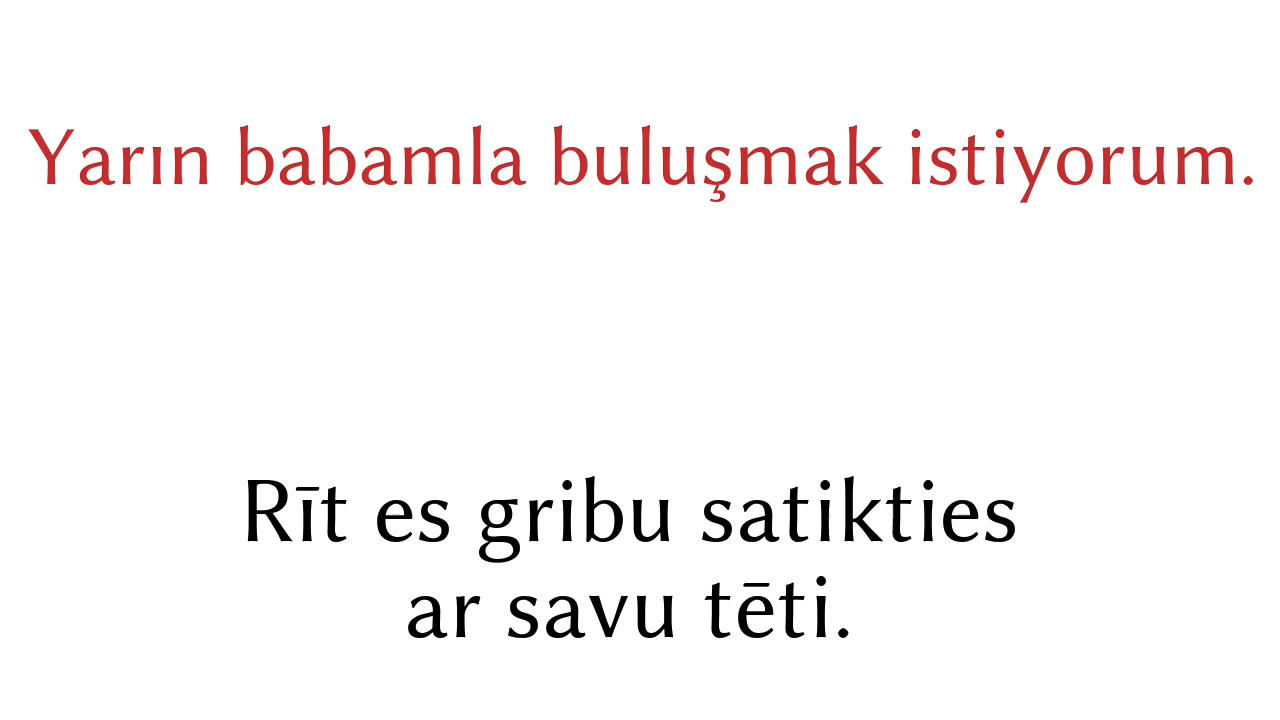 Yarın babamla buluşmak istiyorum.
Rīt es gribu satikties
ar savu tēti.